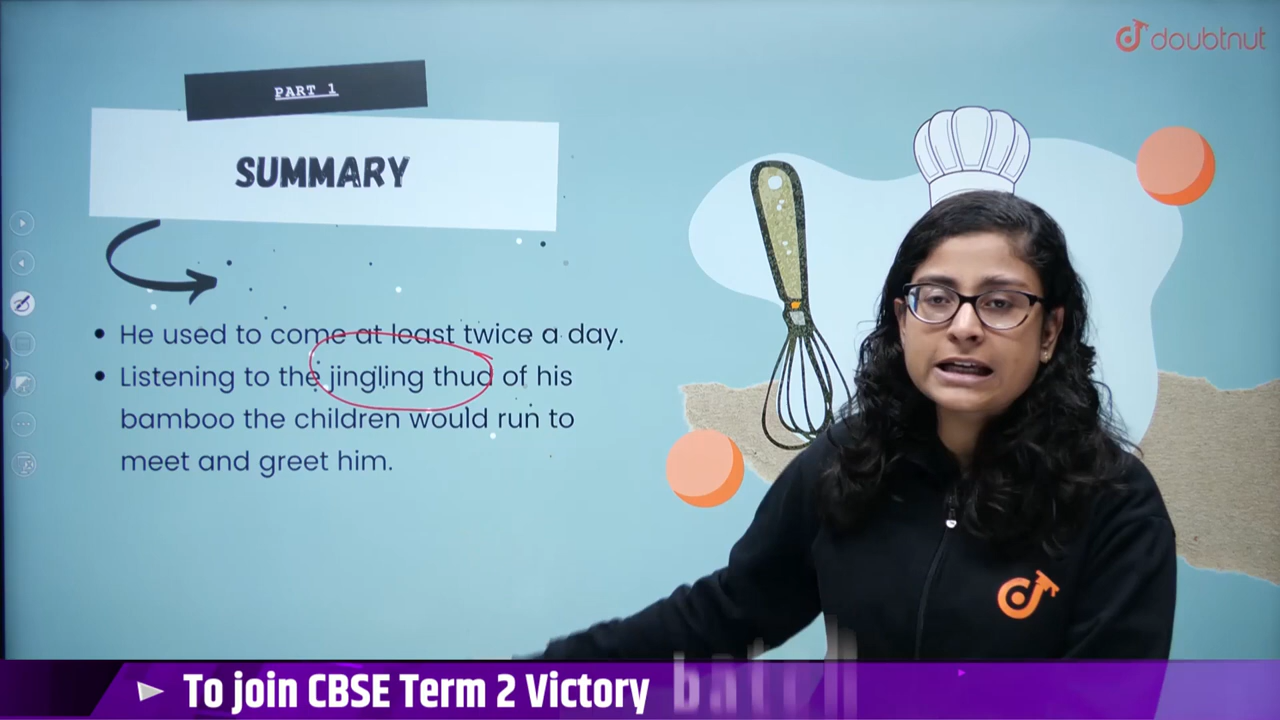 doubtnut
PART 1
SUMMARY
• He used to come at least twice a day.
• Listening to the jingling thud of his
bamboo the children would run to
meet and greet him.
To join CBSE Term 2 Victory batch